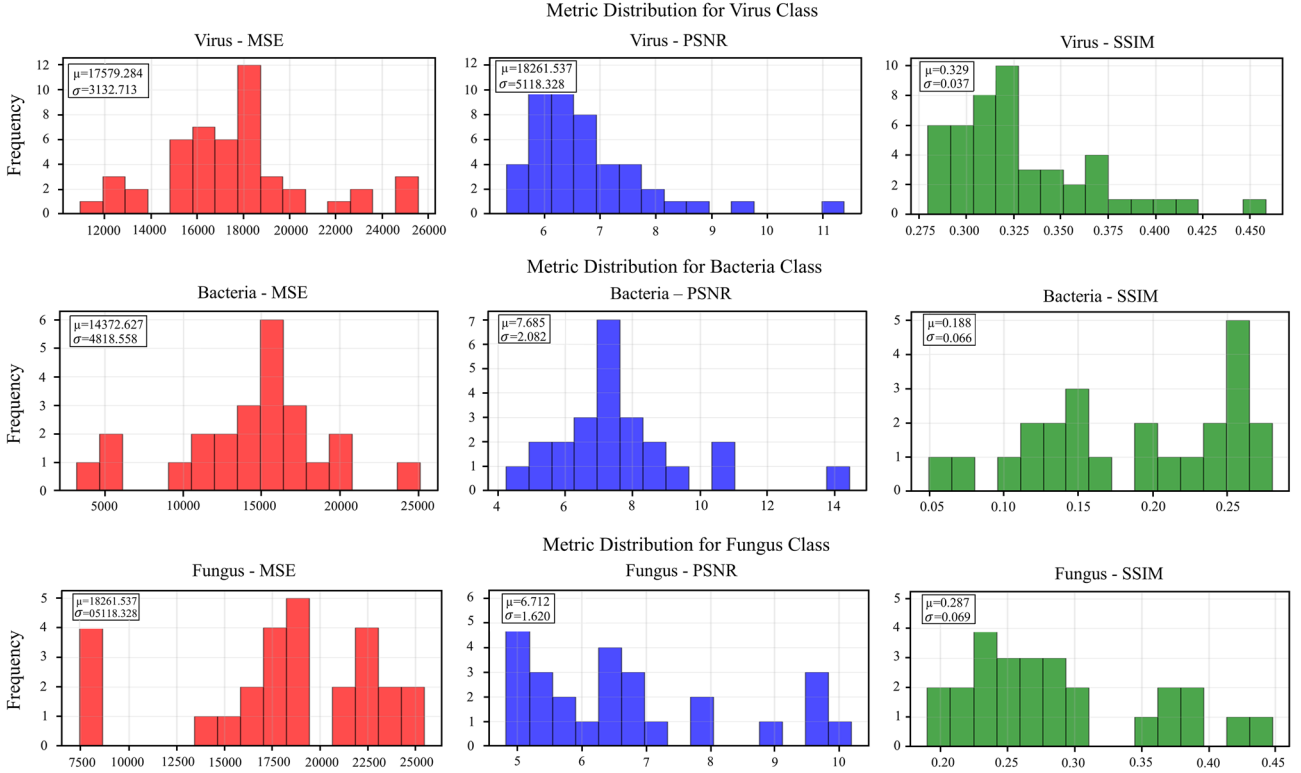 Metric Distribution for Virus Class
Virus - MSE
Virus - PSNR
Virus - SSIM
μ=17579.284
σ=3132.713
μ=18261.537
σ=5118.328
μ=0.329
σ=0.037
Frequency
12
10
8
6
4
2
0
12
10
8
6
4
2
0
10
8
6
4
2
0
12000 14000 16000 18000 20000 22000 24000 26000
6 7 8 9 10 11
0.275 0.300 0.325 0.350 0.375 0.400 0.425 0.450
Metric Distribution for Bacteria Class
Bacteria - MSE
Bacteria – PSNR
Bacteria - SSIM
μ=14372.627
σ=4818.558
μ=7.685
σ=2.082
μ=0.188
σ=0.066
Frequency
6
5
4
3
2
1
0
7
6
5
4
3
2
1
0
5
4
3
2
1
0
5000 10000 15000 20000 25000
4 6 8 10 12 14
0.05 0.10 0.15 0.20 0.25
Metric Distribution for Fungus Class
Fungus - MSE
Fungus - PSNR
Fungus - SSIM
μ=18261.537
σ=05118.328
μ=6.712
σ=1.620
μ=0.287
σ=0.069
Frequency
5
4
3
2
1
0
6
5
4
3
2
1
0
5
4
3
2
1
0
7500 10000 12500 15000 17500 20000 22500 25000
5 6 7 8 9 10
0.20 0.25 0.30 0.35 0.40 0.45